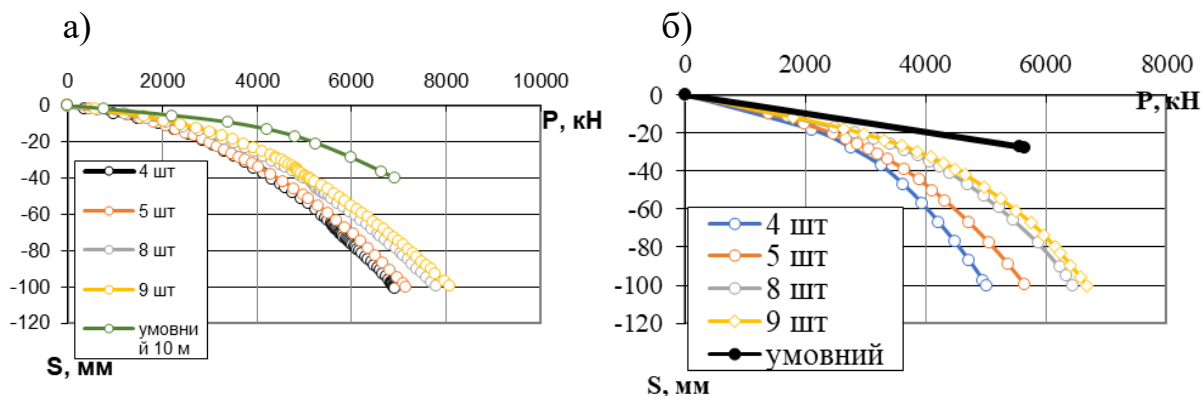 а)
0 2000 4000 6000 8000 10000
P, кН
0
-20
-40
-60
-80
-100
-120
4 шт
5 шт
8 шт
9 шт
умовни
й 10 м
S, мм
б)
0 2000 4000 6000 8000
P, кН
0
-20
-40
-60
-80
-100
-120
4 шт
5 шт
8 шт
9 шт
умовний
S, мм